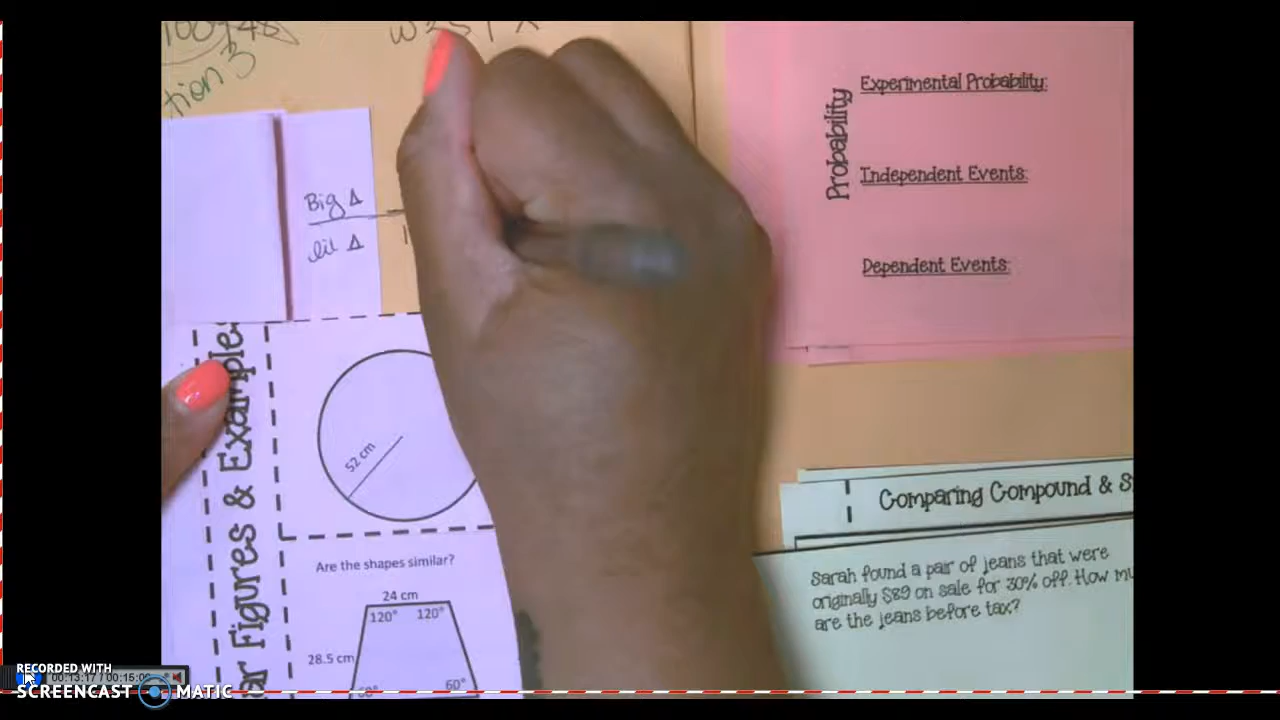 Big Δ
lil Δ
52 cm
Are the shapes similar?
24 cm
120° 120°
28.5 cm
60°
Probability
Experimental Probability:
Independent Events:
Dependent Events:
Comparing Compound &
Sarah found a pair of jeans that were
originally $89 on sale for 30% off. How
are the jeans before tax?
RECORDED WITH
SCREENCAST MATIC